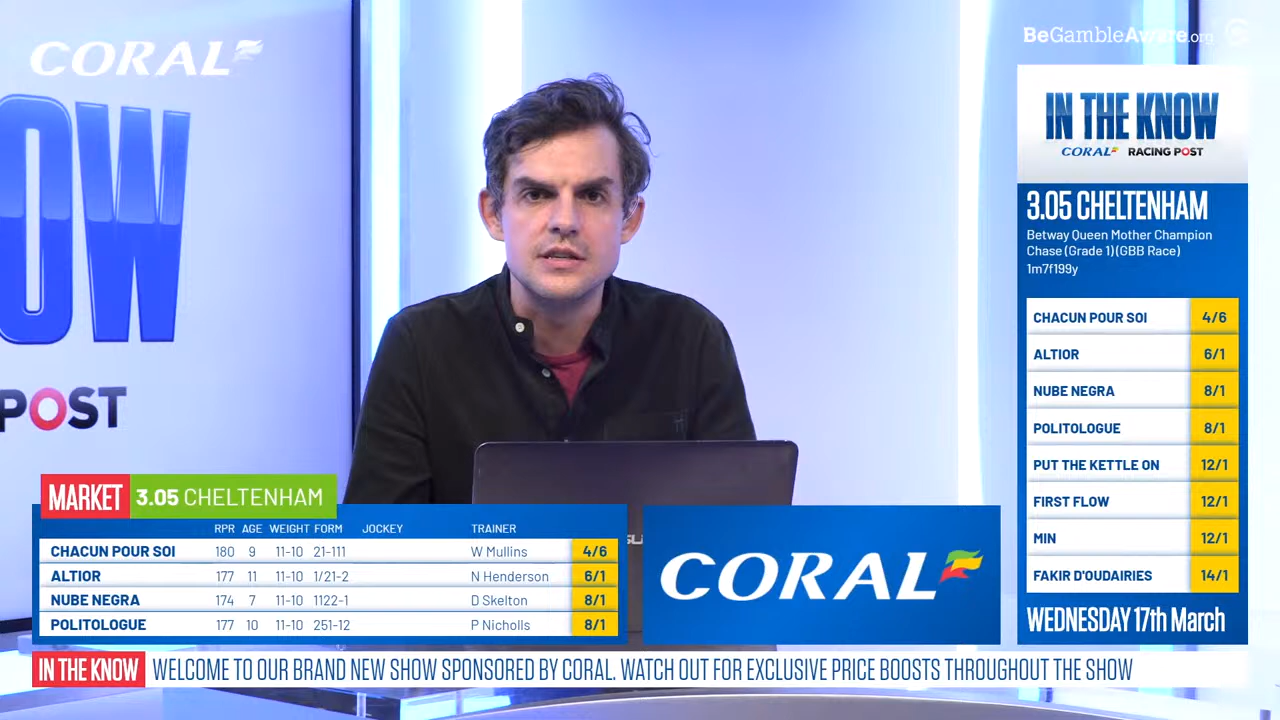 CORAL
BeGambleAware.org
OW
POST
IN THE KNOW
CORAL RACING POST
3.05 CHELTENHAM
Betway Queen Mother Champion
Chase (Grade 1) (GBB Race)
1m7f199y
CHACUN POUR SOI 4/6
ALTIOR 6/1
NUBE NEGRA 8/1
POLITOLOGUE 8/1
PUT THE KETTLE ON 12/1
FIRST FLOW 12/1
MIN 12/1
FAKIR D'OUDAIRIES 14/1
WEDNESDAY 17th March
MARKET 3.05 CHELTENHAM
RPR AGE WEIGHT FORM JOCKEY TRAINER
CHACUN POUR SOI 180 9 11-10 21-111 W Mullins 4/6
ALTIOR 177 11 11-10 1/21-2 N Henderson 6/1
NUBE NEGRA 174 7 11-10 1122-1 D Skelton 8/1
POLITOLOGUE 177 10 11-10 251-12 P Nicholls 8/1
CORAL
IN THE KNOW WELCOME TO OUR BRAND NEW SHOW SPONSORED BY CORAL. WATCH OUT FOR EXCLUSIVE PRICE BOOSTS THROUGHOUT THE SHOW